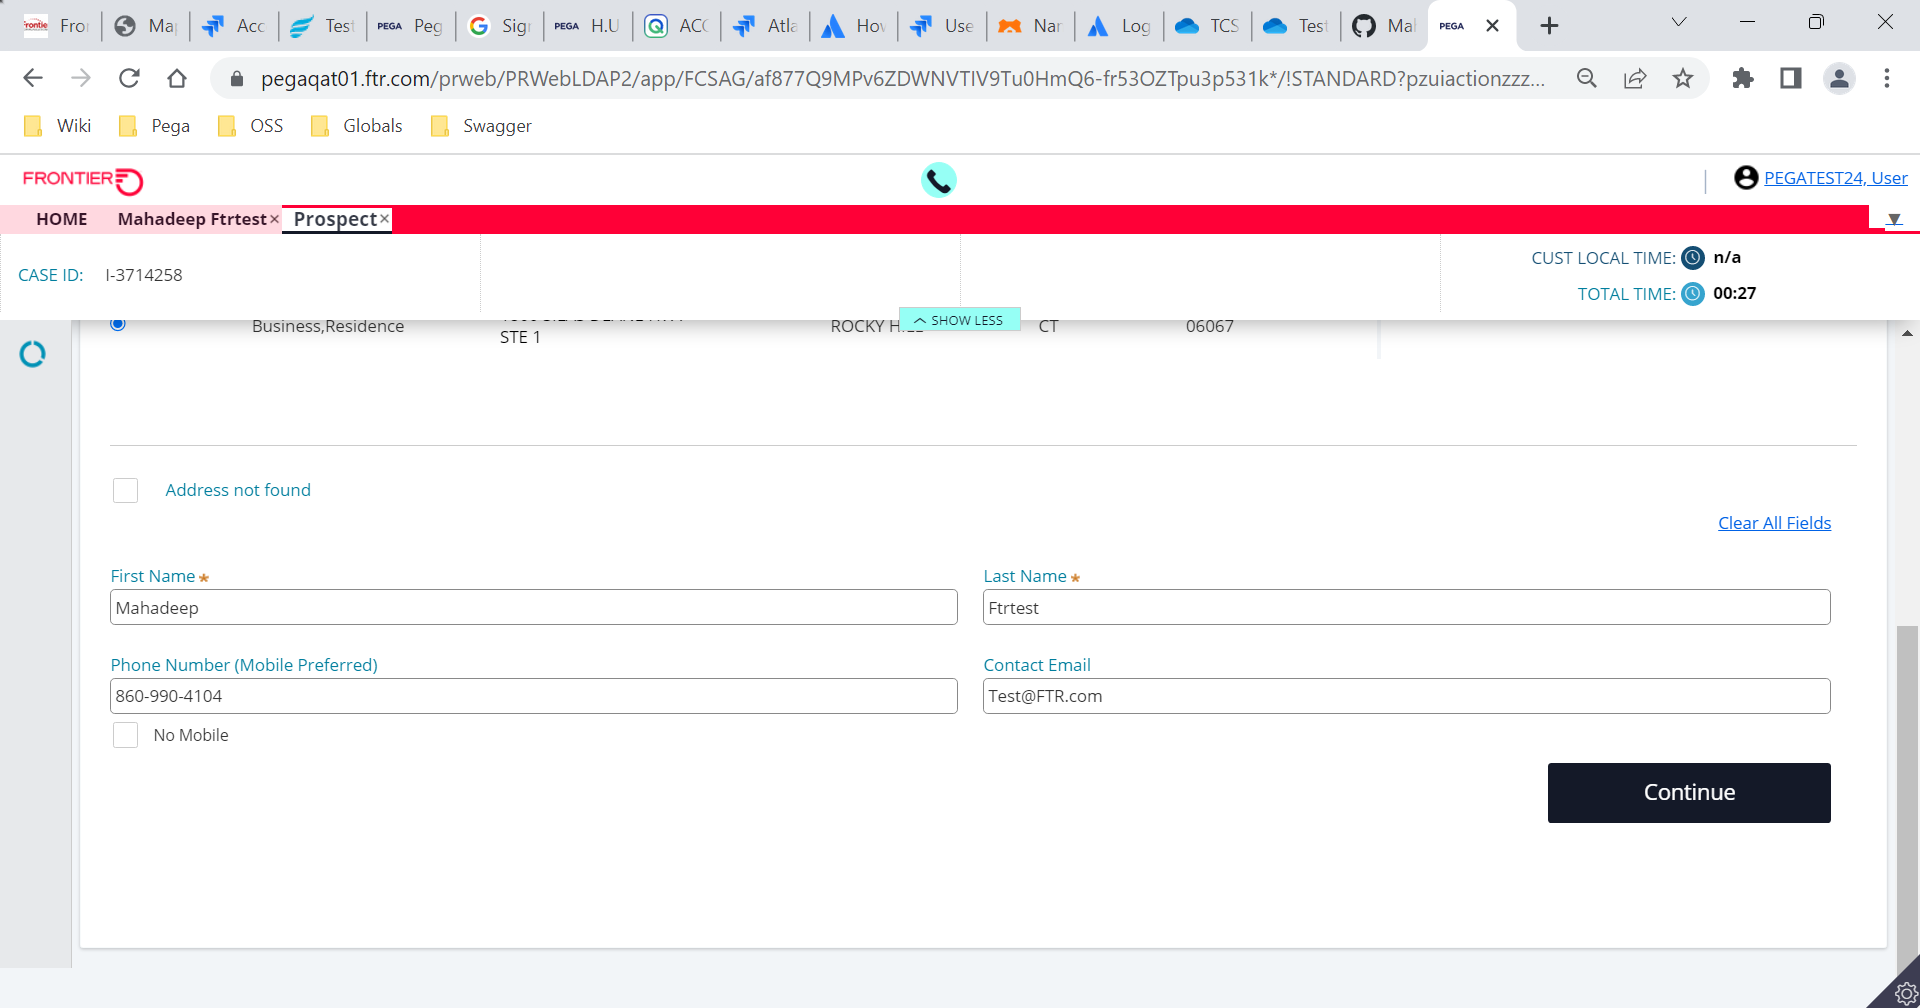 Fro Ma Acc Test PEGA Peg Sig PEGA H.U ACC Atla Hov Use Nar Log TCS Test Mal PEGA
pegaqat01.ftr.com/prweb/PRWebLDAP2/app/FCSAG/af877Q9MPv6ZDWNVTIV9Tu0HmQ6-fr53OZTpu3p531k*/!STANDARD?pzuiactionzzz...
Wiki Pega OSS Globals Swagger
FRONTIER
PEGATEST24, User
HOME Mahadeep Ftrtest× Prospect×
CASE ID: I-3714258
CUST LOCAL TIME: n/a
TOTAL TIME: 00:27
SHOW LESS
Business,Residence ROCKY HILL CT 06067
STE 1
Address not found
Clear All Fields
First Name *
Last Name *
Mahadeep
Ftrtest
Phone Number (Mobile Preferred)
Contact Email
860-990-4104
Test@FTR.com
No Mobile
Continue